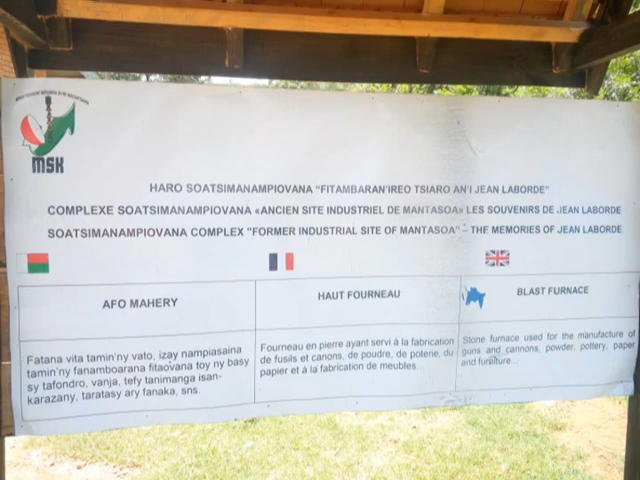 MSK
HARO SOATSIMANAMPIOVANA "FITAMBARAN'IREO TSIARO AN'I JEAN LABORDE"
COMPLEXE SOATSIMANAMPIOVANA «ANCIEN SITE INDUSTRIEL DE MANTASOA» LES SOUVENIRS DE JEAN LABORDE
SOATSIMANAMPIOVANA COMPLEX "FORMER INDUSTRIAL SITE OF MANTASOA" – THE MEMORIES OF JEAN LABORDE
AFO MAHERY
Fatana vita tamin'ny vato, izay nampiasaina
tamin'ny fanamboarana fitaovana toy ny basy
sy tafondro, vanja, tefy tanimanga isan-
karazany, taratasy ary fanaka, sns.
HAUT FOURNEAU
Fourneau en pierre ayant servi à la fabrication
de fusils et canons, de poudre, de poterie, du
papier et à la fabrication de meubles.
BLAST FURNACE
Stone furnace used for the manufacture of
guns and cannons, powder, pottery, paper
and furniture...